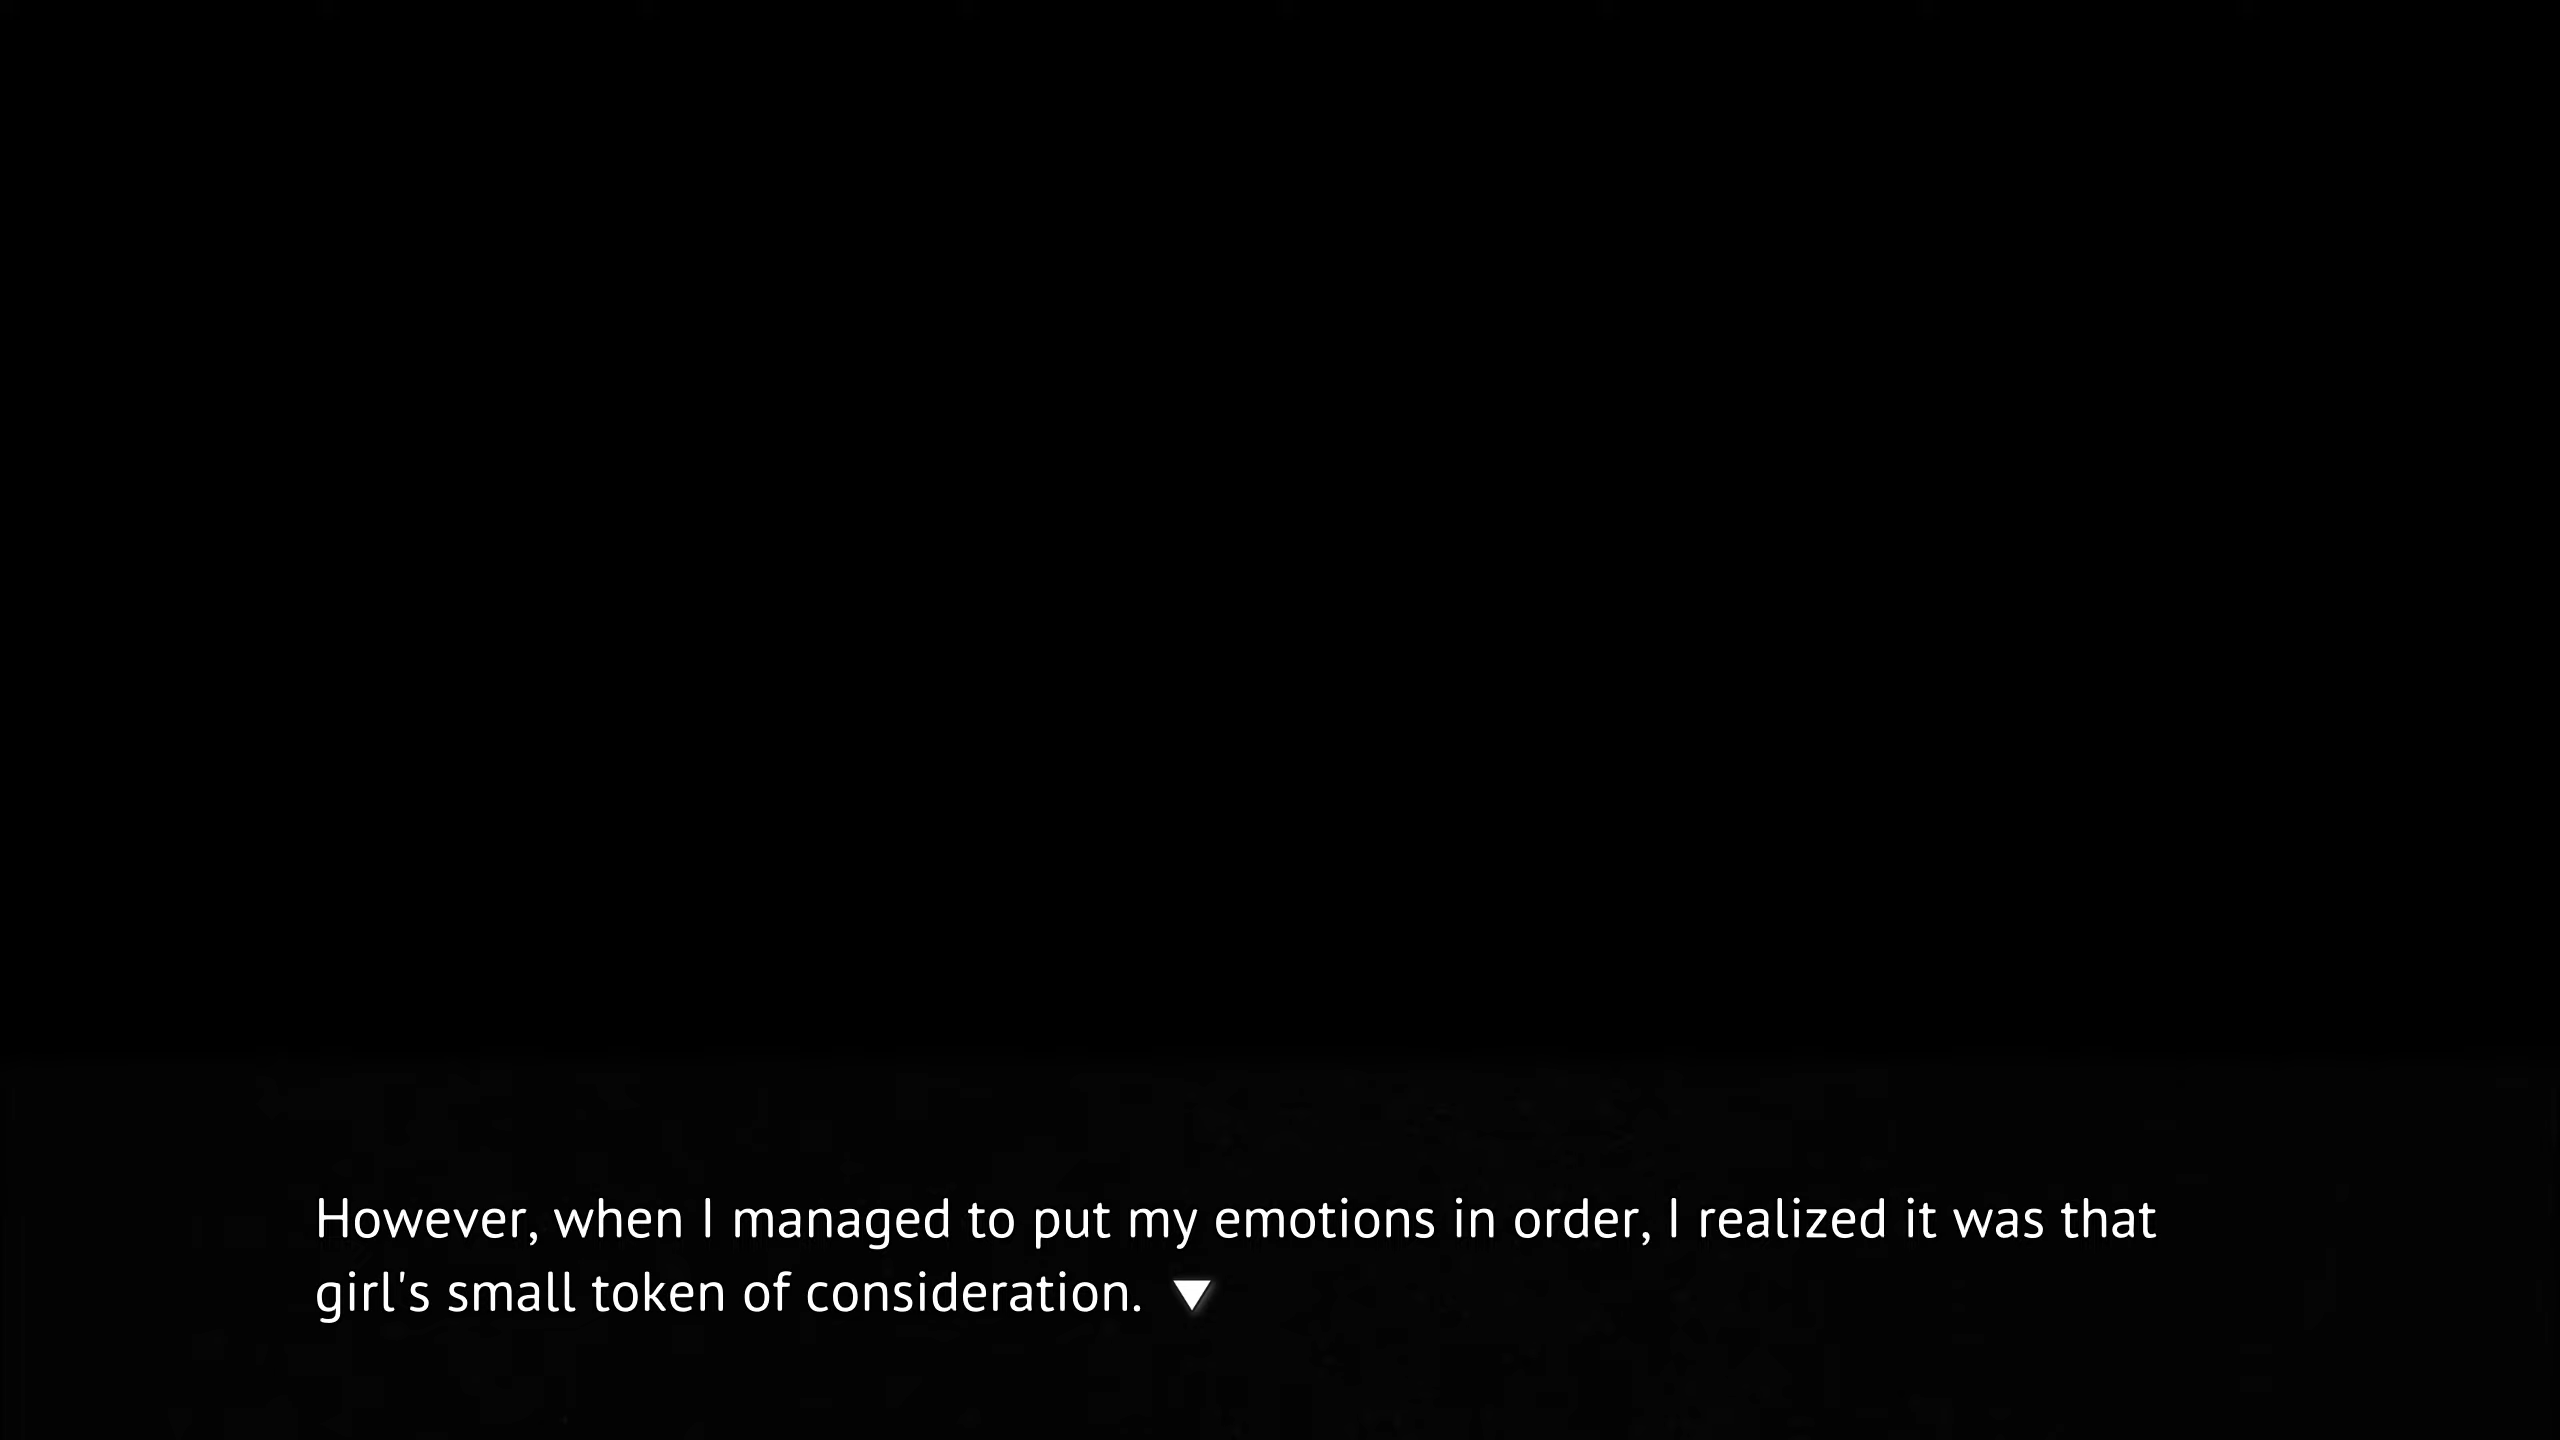 However, when I managed to put my emotions in order, I realized it was that
girl's small token of consideration.